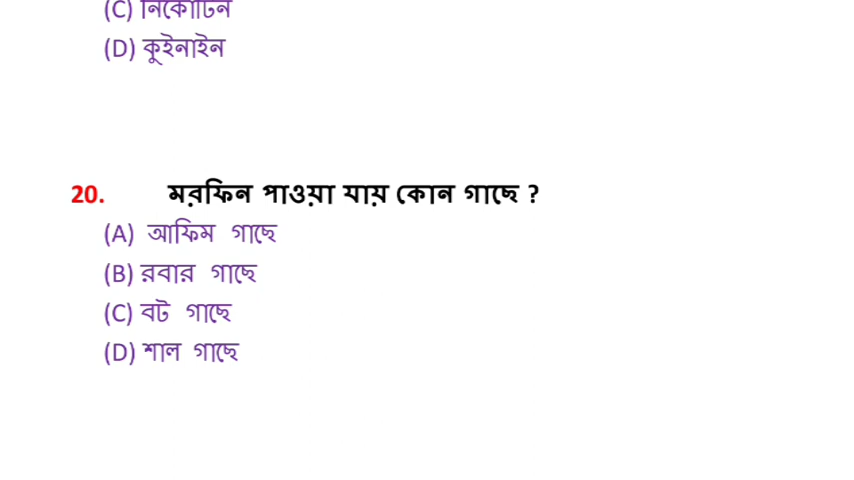 (C) নিকোটিন
(D) কুইনাইন
20. মরফিন পাওয়া যায় কোন গাছে ?
(A) আফিম গাছে
(B) রবার গাছে
(C) বট গাছে
(D) শাল গাছে